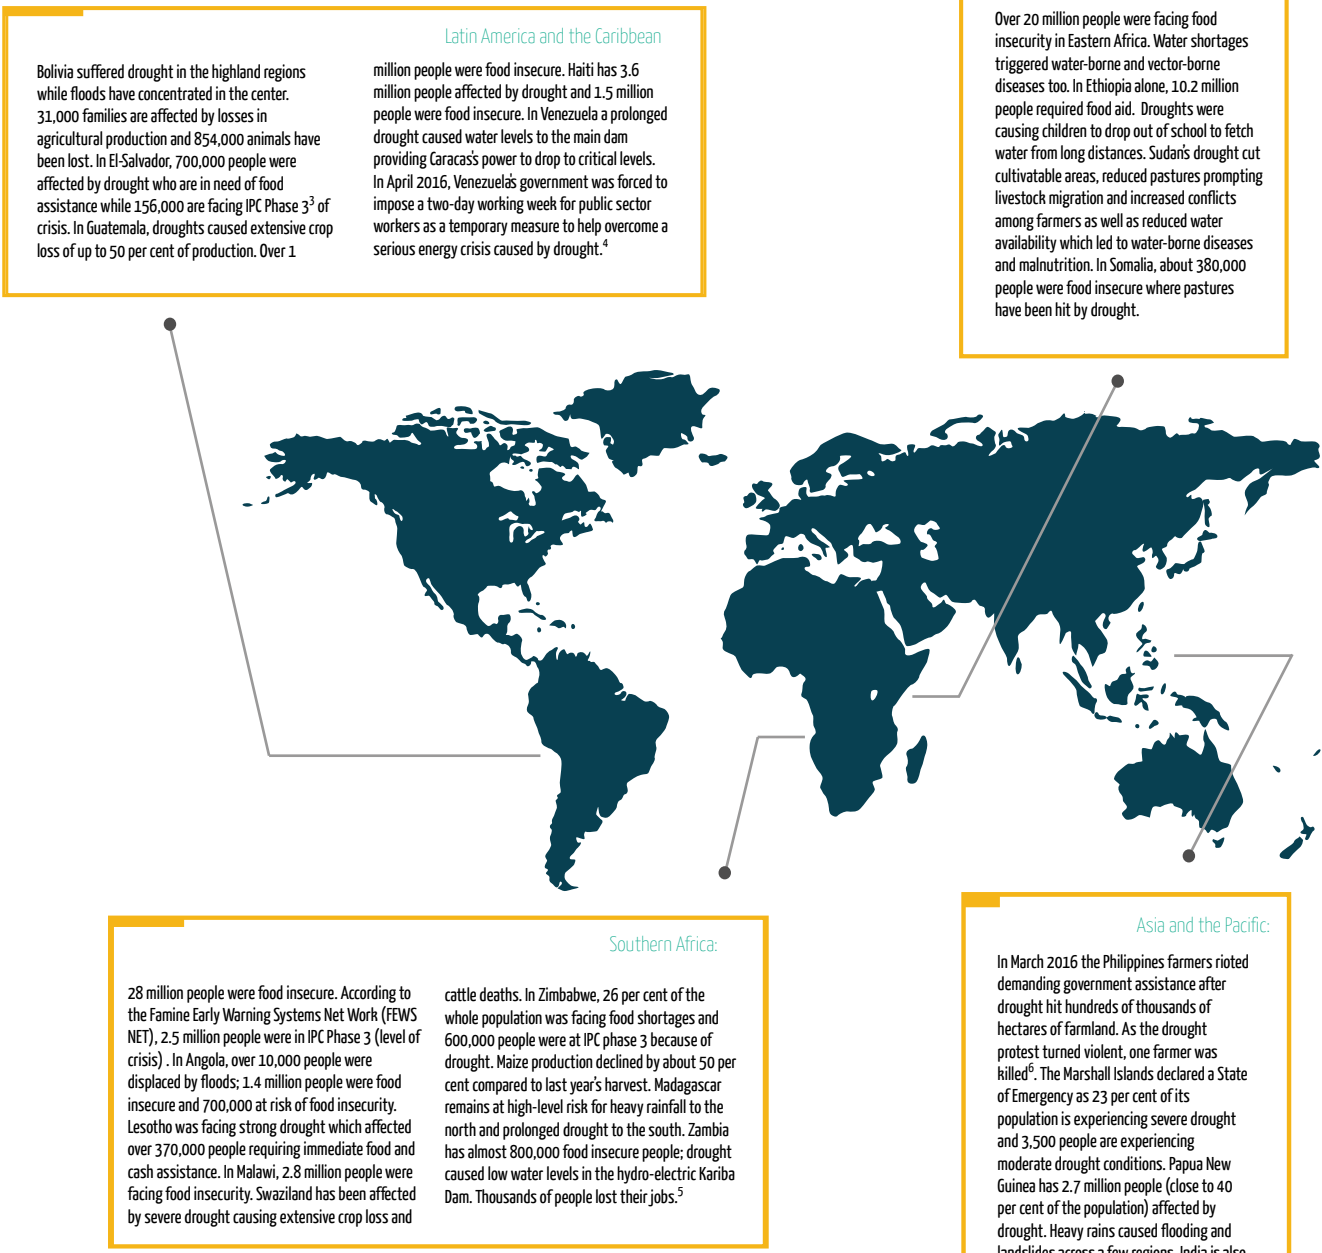 Latin America and the Caribbean
Bolivia suffered drought in the highland regions
while floods have concentrated in the center.
31,000 families are affected by losses in
agricultural production and 854,000 animals have
been lost. In El-Salvador, 700,000 people were
affected by drought who are in need of food
assistance while 156,000 are facing IPC Phase 3³ of
crisis. In Guatemala, droughts caused extensive crop
loss of up to 50 per cent of production. Over 1
million people were food insecure. Haiti has 3.6
million people affected by drought and 1.5 million
people were food insecure. In Venezuela a prolonged
drought caused water levels to the main dam
providing Caracas's power to drop to critical levels.
In April 2016, Venezuela's government was forced to
impose a two-day working week for public sector
workers as a temporary measure to help overcome a
serious energy crisis caused by drought.⁴
Over 20 million people were facing food
insecurity in Eastern Africa. Water shortages
triggered water-borne and vector-borne
diseases too. In Ethiopia alone, 10.2 million
people required food aid. Droughts were
causing children to drop out of school to fetch
water from long distances. Sudan's drought cut
cultivatable areas, reduced pastures prompting
livestock migration and increased conflicts
among farmers as well as reduced water
availability which led to water-borne diseases
and malnutrition. In Somalia, about 380,000
people were food insecure where pastures
have been hit by drought.
Southern Africa:
28 million people were food insecure. According to
the Famine Early Warning Systems Net Work (FEWS
NET), 2.5 million people were in IPC Phase 3 (level of
crisis) . In Angola, over 10,000 people were
displaced by floods; 1.4 million people were food
insecure and 700,000 at risk of food insecurity.
Lesotho was facing strong drought which affected
over 370,000 people requiring immediate food and
cash assistance. In Malawi, 2.8 million people were
facing food insecurity. Swaziland has been affected
by severe drought causing extensive crop loss and
cattle deaths. In Zimbabwe, 26 per cent of the
whole population was facing food shortages and
600,000 people were at IPC phase 3 because of
drought. Maize production declined by about 50 per
cent compared to last year's harvest. Madagascar
remains at high-level risk for heavy rainfall to the
north and prolonged drought to the south. Zambia
has almost 800,000 food insecure people; drought
caused low water levels in the hydro-electric Kariba
Dam. Thousands of people lost their jobs.⁵
Asia and the Pacific:
In March 2016 the Philippines farmers rioted
demanding government assistance after
drought hit hundreds of thousands of
hectares of farmland. As the drought
protest turned violent, one farmer was
killed⁶. The Marshall Islands declared a State
of Emergency as 23 per cent of its
population is experiencing severe drought
and 3,500 people are experiencing
moderate drought conditions. Papua New
Guinea has 2.7 million people (close to 40
per cent of the population) affected by
drought. Heavy rains caused flooding and
landslides across a few regions. India is also